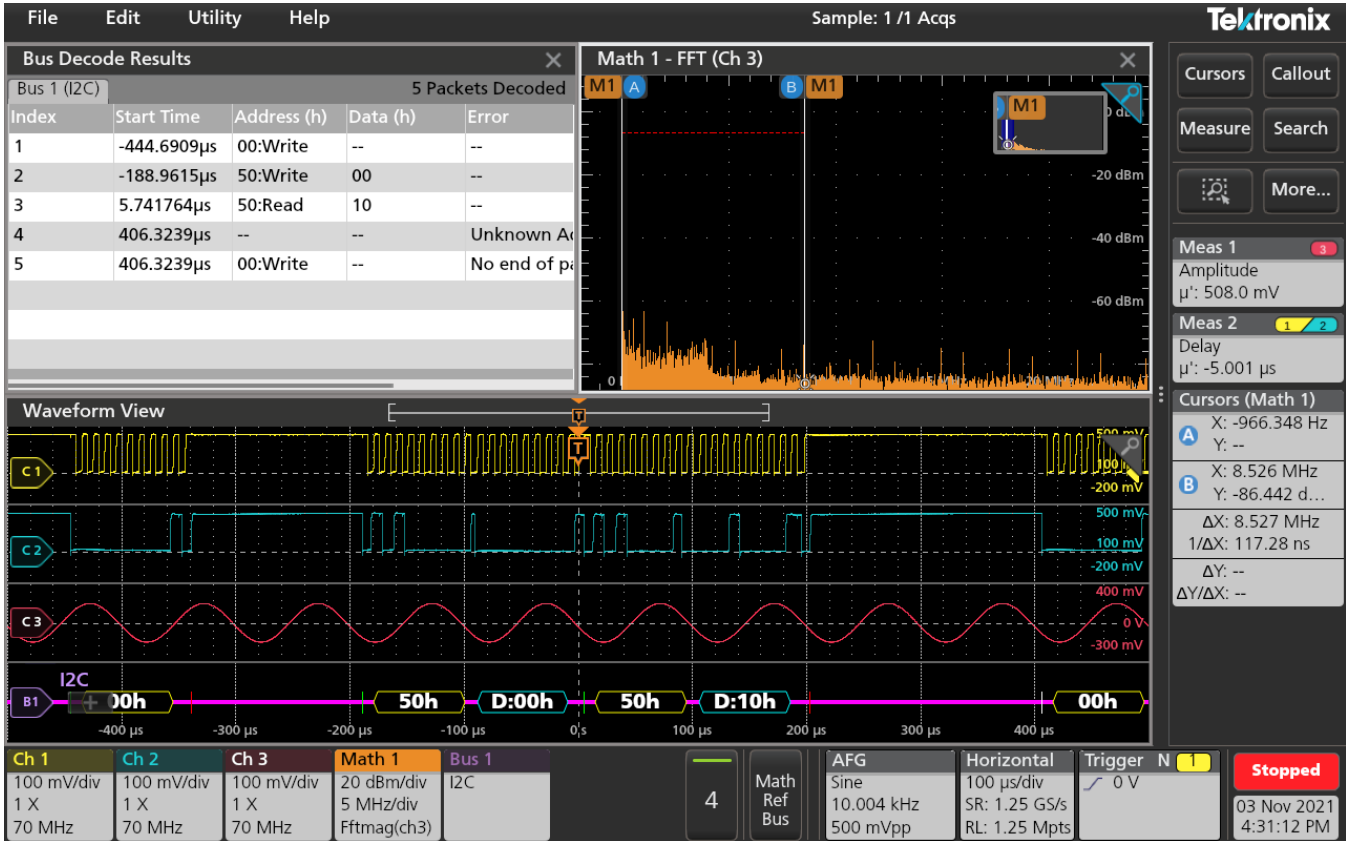 File Edit Utility Help Sample: 1 /1 Acqs Tektronix
Bus Decode Results
Bus 1 (I2C) 5 Packets Decoded
Index Start Time Address (h) Data (h) Error
1 -444.6909µs 00:Write -- --
2 -188.9615µs 50:Write 00 --
3 5.741764µs 50:Read 10 --
4 406.3239µs -- -- Unknown
5 406.3239µs 00:Write -- No end of
Math 1 - FFT (Ch 3)
M1 A B M1
M1
-20 dBm
-40 dBm
-60 dBm
0
Cursors Callout
Measure Search
More...
Meas 1 3
Amplitude
µ': 508.0 mV
Meas 2 1 2
Delay
µ': -5.001 µs
Cursors (Math 1)
A X: -966.348 Hz
Y: --
B X: 8.526 MHz
Y: -86.442 d...
ΔX: 8.527 MHz
1/ΔX: 117.28 ns
ΔY: --
ΔY/ΔX: --
Waveform View
T
T
C 1
500 mV
-200 mV
C 2
500 mV
100 mV
-200 mV
C 3
400 mV
0 V
-300 mV
I2C
B1 00h 50h D:00h 50h D:10h 00h
-400 µs -300 µs -200 µs -100 µs 0s 100 µs 200 µs 300 µs 400 µs
Ch 1
100 mV/div
1 X
70 MHz
Ch 2
100 mV/div
1 X
70 MHz
Ch 3
100 mV/div
1 X
70 MHz
Math 1
20 dBm/div
5 MHz/div
Fftmag(ch3)
Bus 1
I2C
4
Math
Ref
Bus
AFG
Sine
10.004 kHz
500 mVpp
Horizontal
100 µs/div
SR: 1.25 GS/s
RL: 1.25 Mpts
Trigger N 1
0 V
Stopped
03 Nov 2021
4:31:12 PM